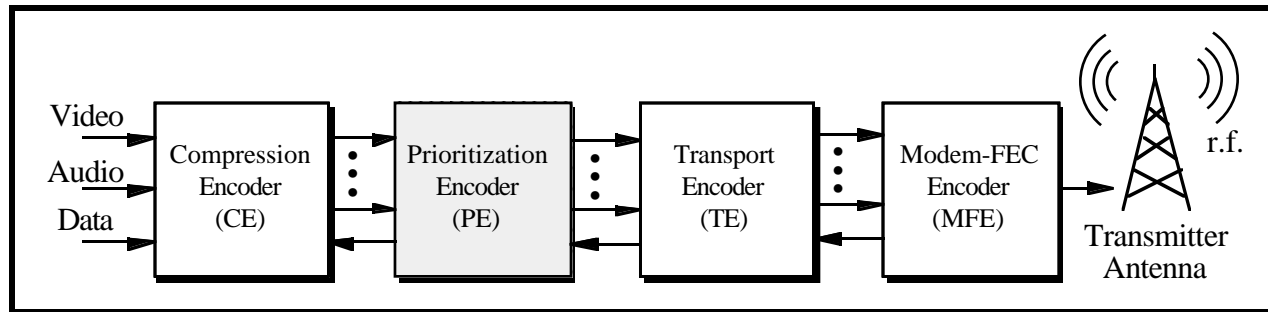 Video
Audio
Data
Compression
Encoder
(CE)
Prioritization
Encoder
(PE)
Transport
Encoder
(TE)
Modem-FEC
Encoder
(MFE)
r.f.
Transmitter
Antenna